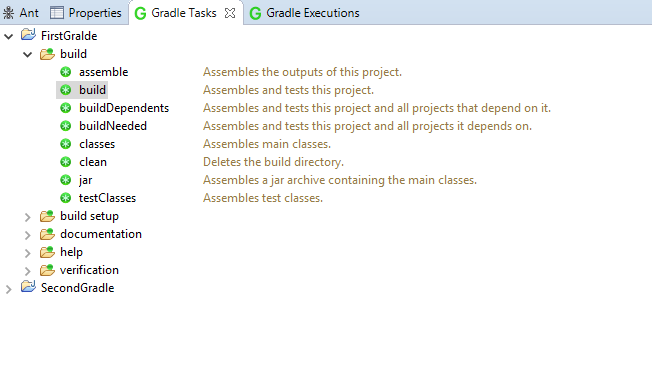 Ant Properties Gradle Tasks Gradle Executions
FirstGralde
build
assemble Assembles the outputs of this project.
build Assembles and tests this project.
buildDependents Assembles and tests this project and all projects that depend on it.
buildNeeded Assembles and tests this project and all projects it depends on.
classes Assembles main classes.
clean Deletes the build directory.
jar Assembles a jar archive containing the main classes.
testClasses Assembles test classes.
build setup
documentation
help
verification
SecondGradle